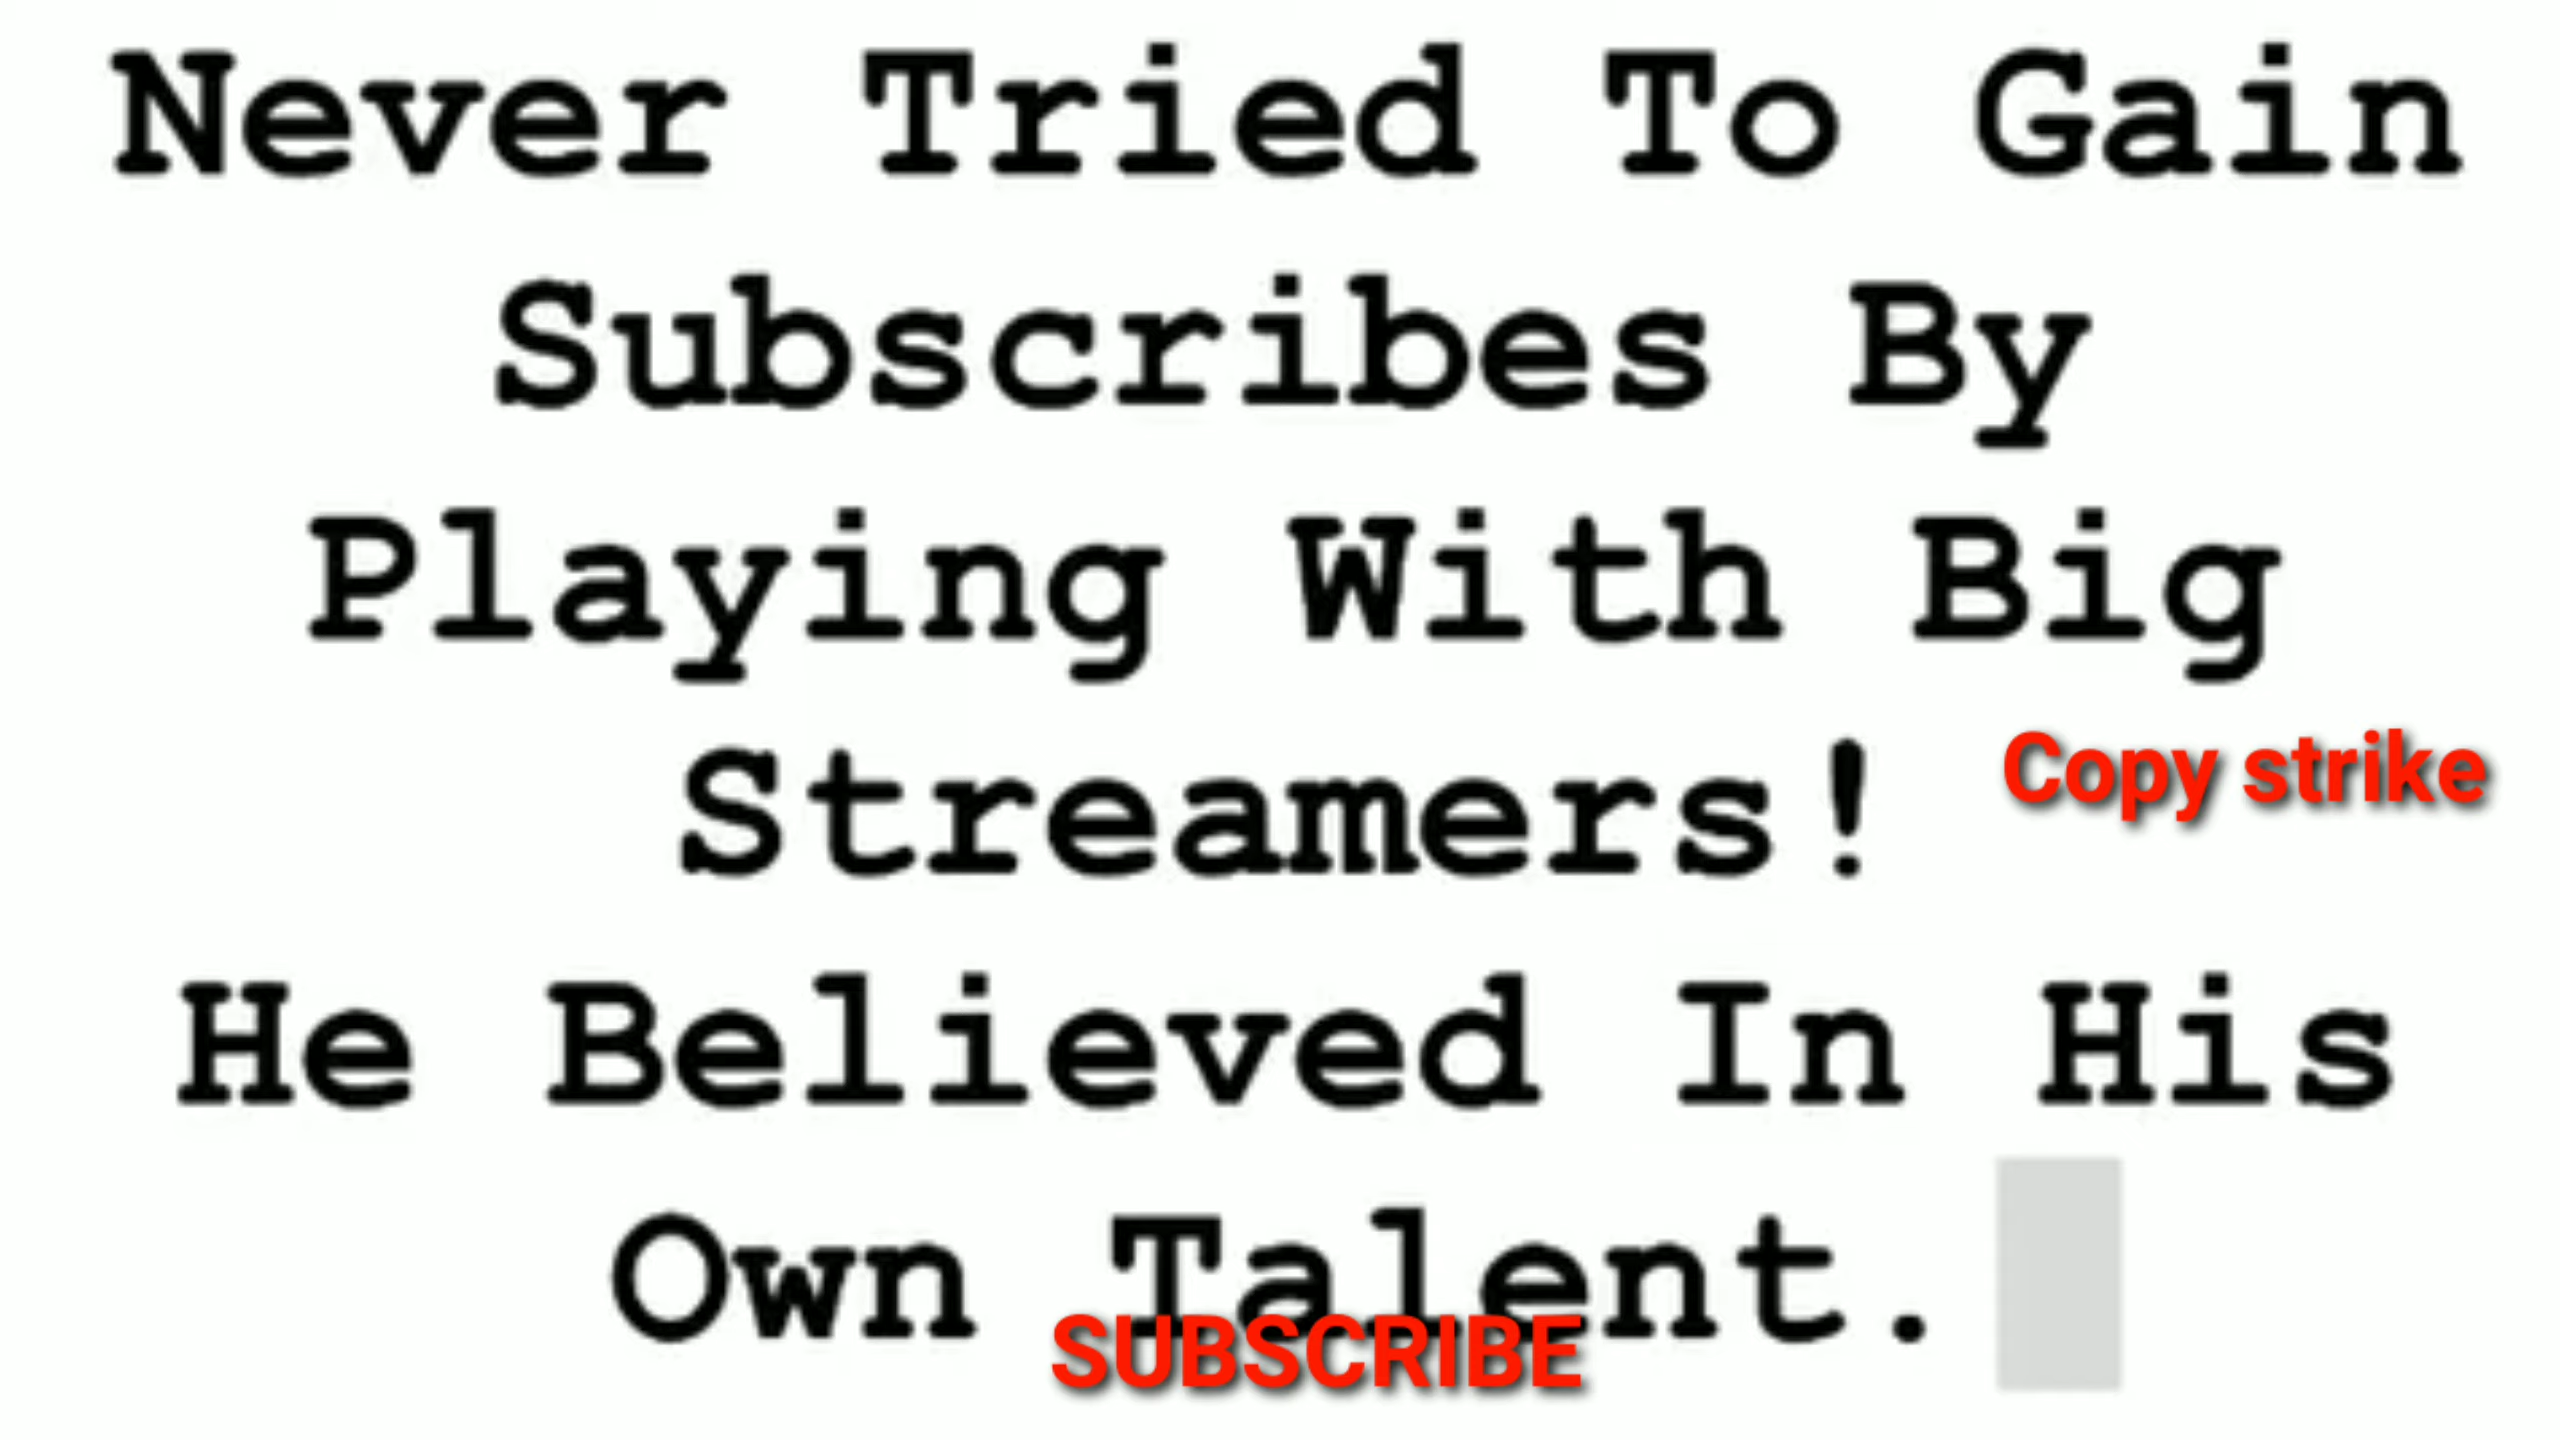 Never Tried To Gain
Subscribes By
Playing With Big
Streamers!
Copy strike
He Believed In His
Own Talent.
SUBSCRIBE